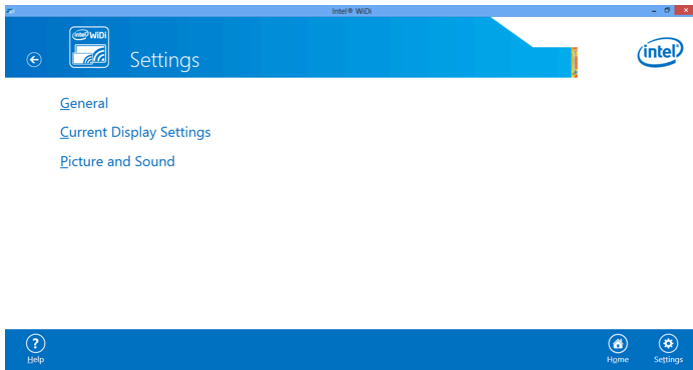 Intel® WiDi
intel WiDi
Settings
intel
General
Current Display Settings
Picture and Sound
?
Help
Home
Settings